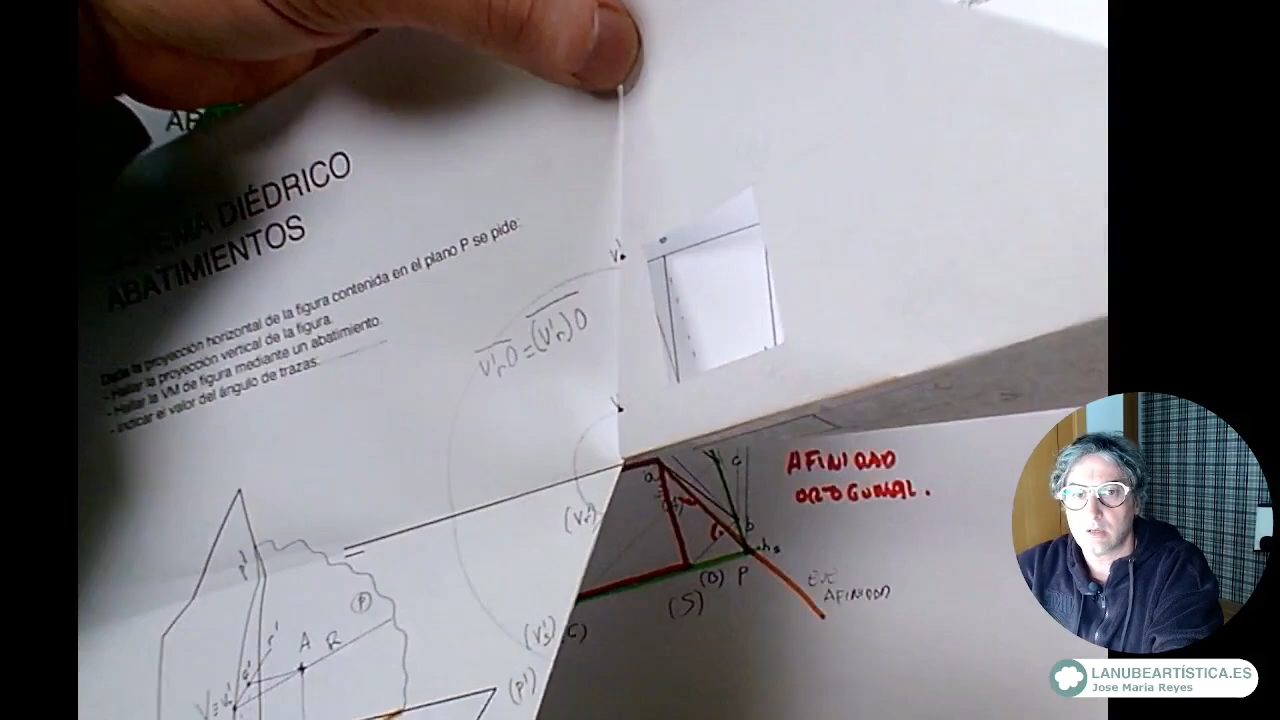 SISTEMA DIÉDRICO
ABATIMIENTOS
Dada la proyección horizontal de la figura contenida en el plano P se pide:
- Hallar la proyección vertical de la figura.
- Hallar la VM de figura mediante un abatimiento.
- Indicar el valor del ángulo de trazas.
V'
V'rO = (V'r)O
AFINIDAD
ORTOGONAL.
a
c
b
hs
(D) P
(S)
EJE
AFINIDAD
(V's)
C)
(P')
(P)
A R
r'
LANUBEARTÍSTICA.ES
Jose María Reyes